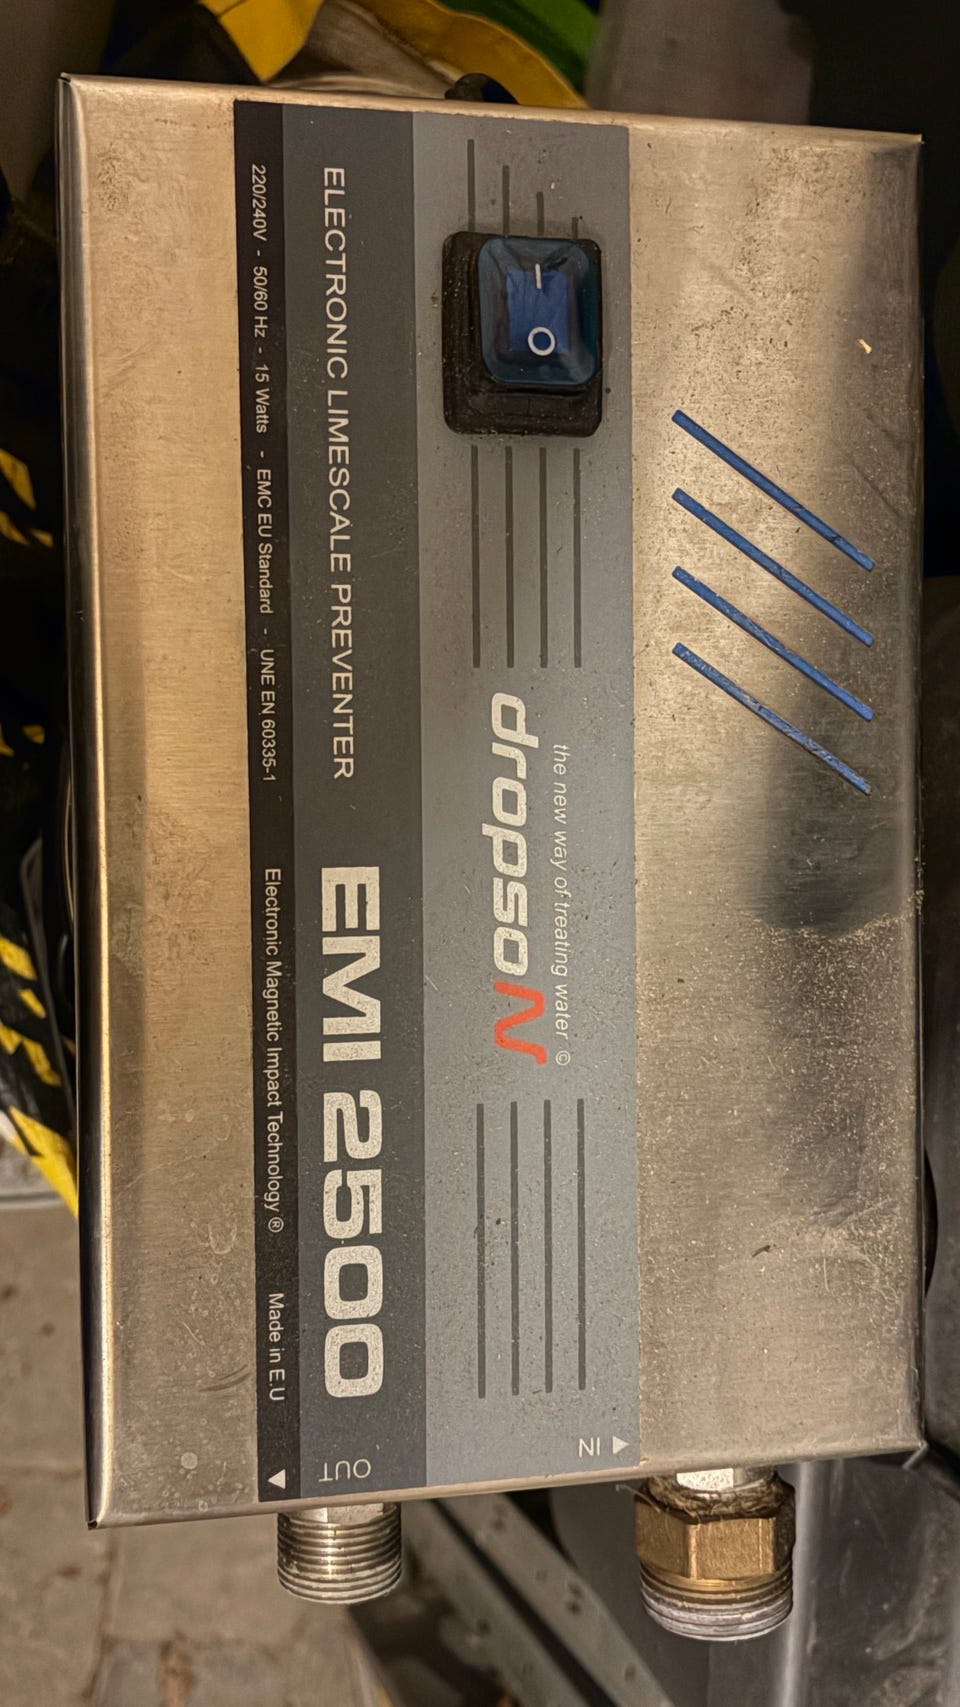 I O
the new way of treating water ©
dropsoN
ELECTRONIC LIMESCALE PREVENTER EMI 2500
220/240V - 50/60 Hz - 15 Watts - EMC EU Standard - UNE EN 60335-1 Electronic Magnetic Impact Technology ® Made in E.U
IN
OUT